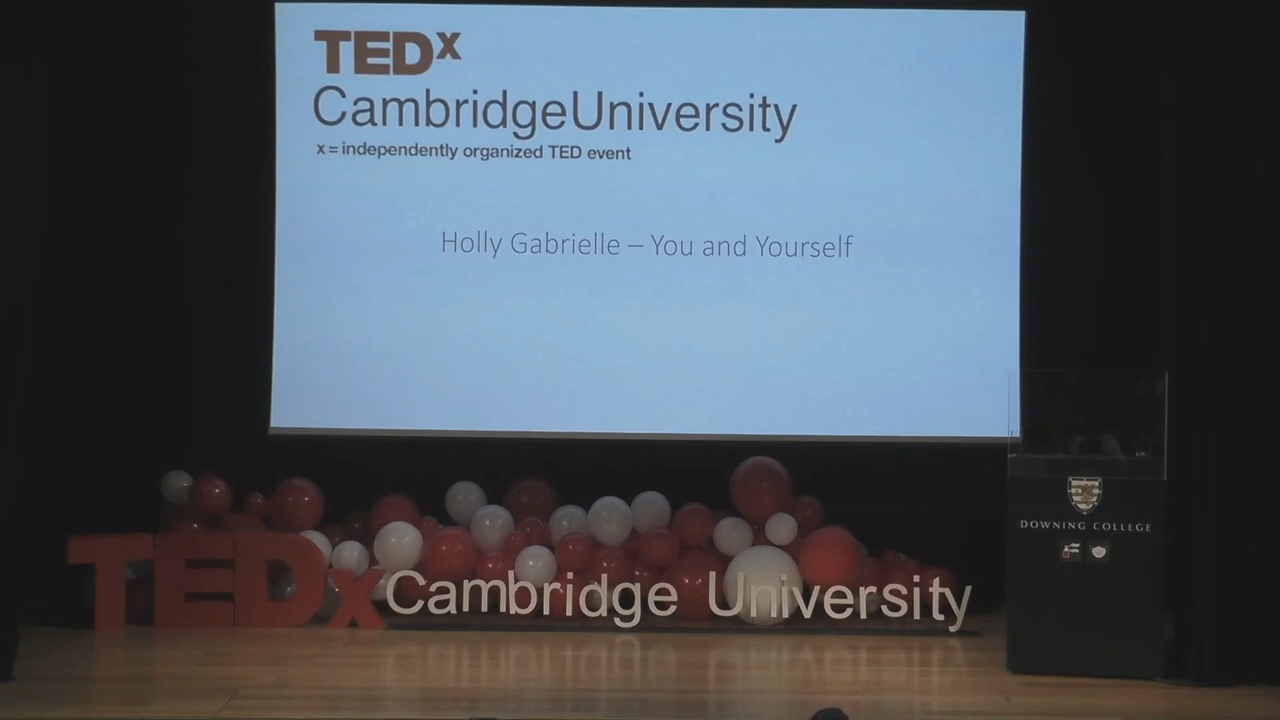 TEDx
CambridgeUniversity
x = independently organized TED event
Holly Gabrielle – You and Yourself
TEDx Cambridge University
DOWNING COLLEGE